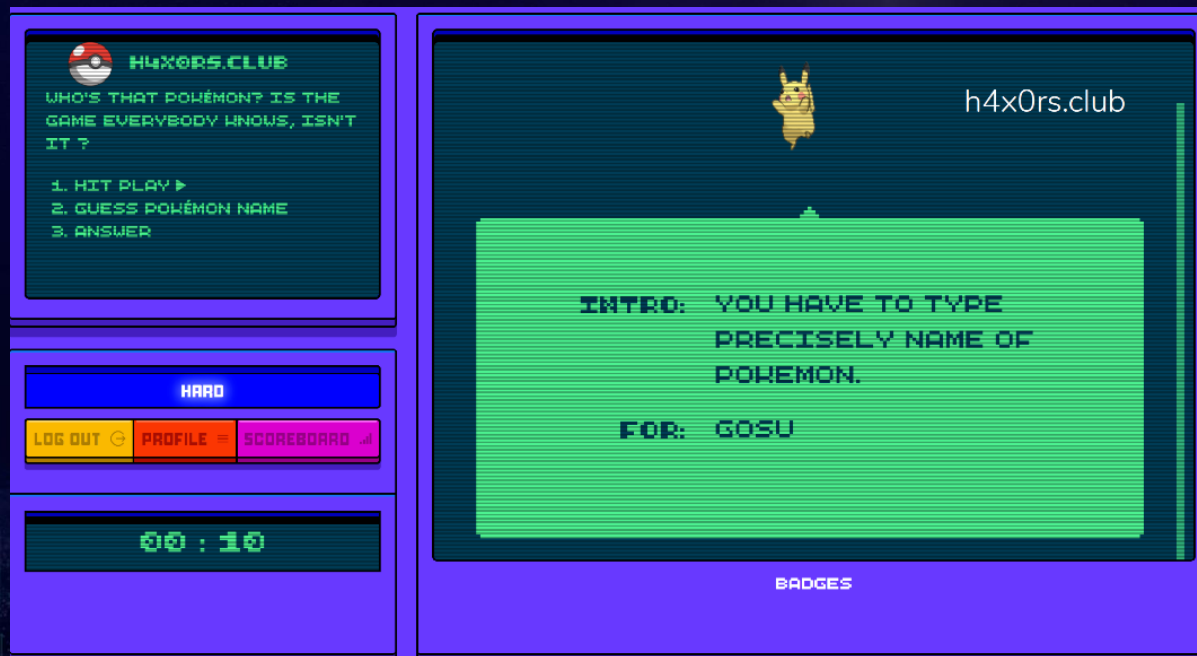 H4X0RS.CLUB
WHO'S THAT POKÉMON? IS THE
GAME EVERYBODY KNOWS, ISN'T
IT ?
1. HIT PLAY
2. GUESS POKÉMON NAME
3. ANSWER
HARD
LOG OUT
PROFILE
SCOREBOARD
00:10
h4x0rs.club
INTRO: YOU HAVE TO TYPE
PRECISELY NAME OF
POKEMON.
FOR: GOSU
BADGES